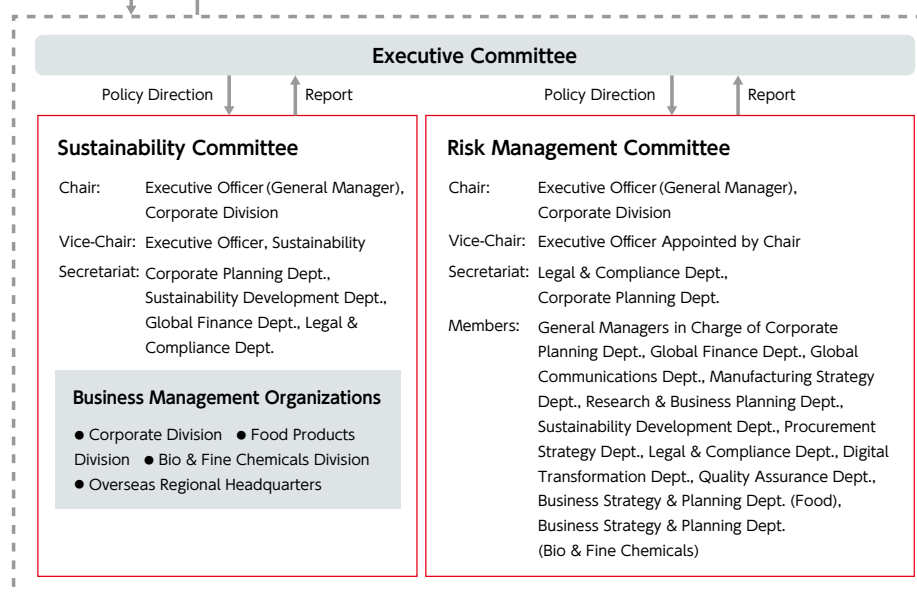 Executive Committee
Policy Direction
Report
Policy Direction
Report
Sustainability Committee
Chair: Executive Officer (General Manager),
Corporate Division
Vice-Chair: Executive Officer, Sustainability
Secretariat: Corporate Planning Dept.,
Sustainability Development Dept.,
Global Finance Dept., Legal &
Compliance Dept.
Business Management Organizations
● Corporate Division ● Food Products
Division ● Bio & Fine Chemicals Division
● Overseas Regional Headquarters
Risk Management Committee
Chair: Executive Officer (General Manager),
Corporate Division
Vice-Chair: Executive Officer Appointed by Chair
Secretariat: Legal & Compliance Dept.,
Corporate Planning Dept.
Members: General Managers in Charge of Corporate
Planning Dept., Global Finance Dept., Global
Communications Dept., Manufacturing Strategy
Dept., Research & Business Planning Dept.,
Sustainability Development Dept., Procurement
Strategy Dept., Legal & Compliance Dept., Digital
Transformation Dept., Quality Assurance Dept.,
Business Strategy & Planning Dept. (Food),
Business Strategy & Planning Dept.
(Bio & Fine Chemicals)